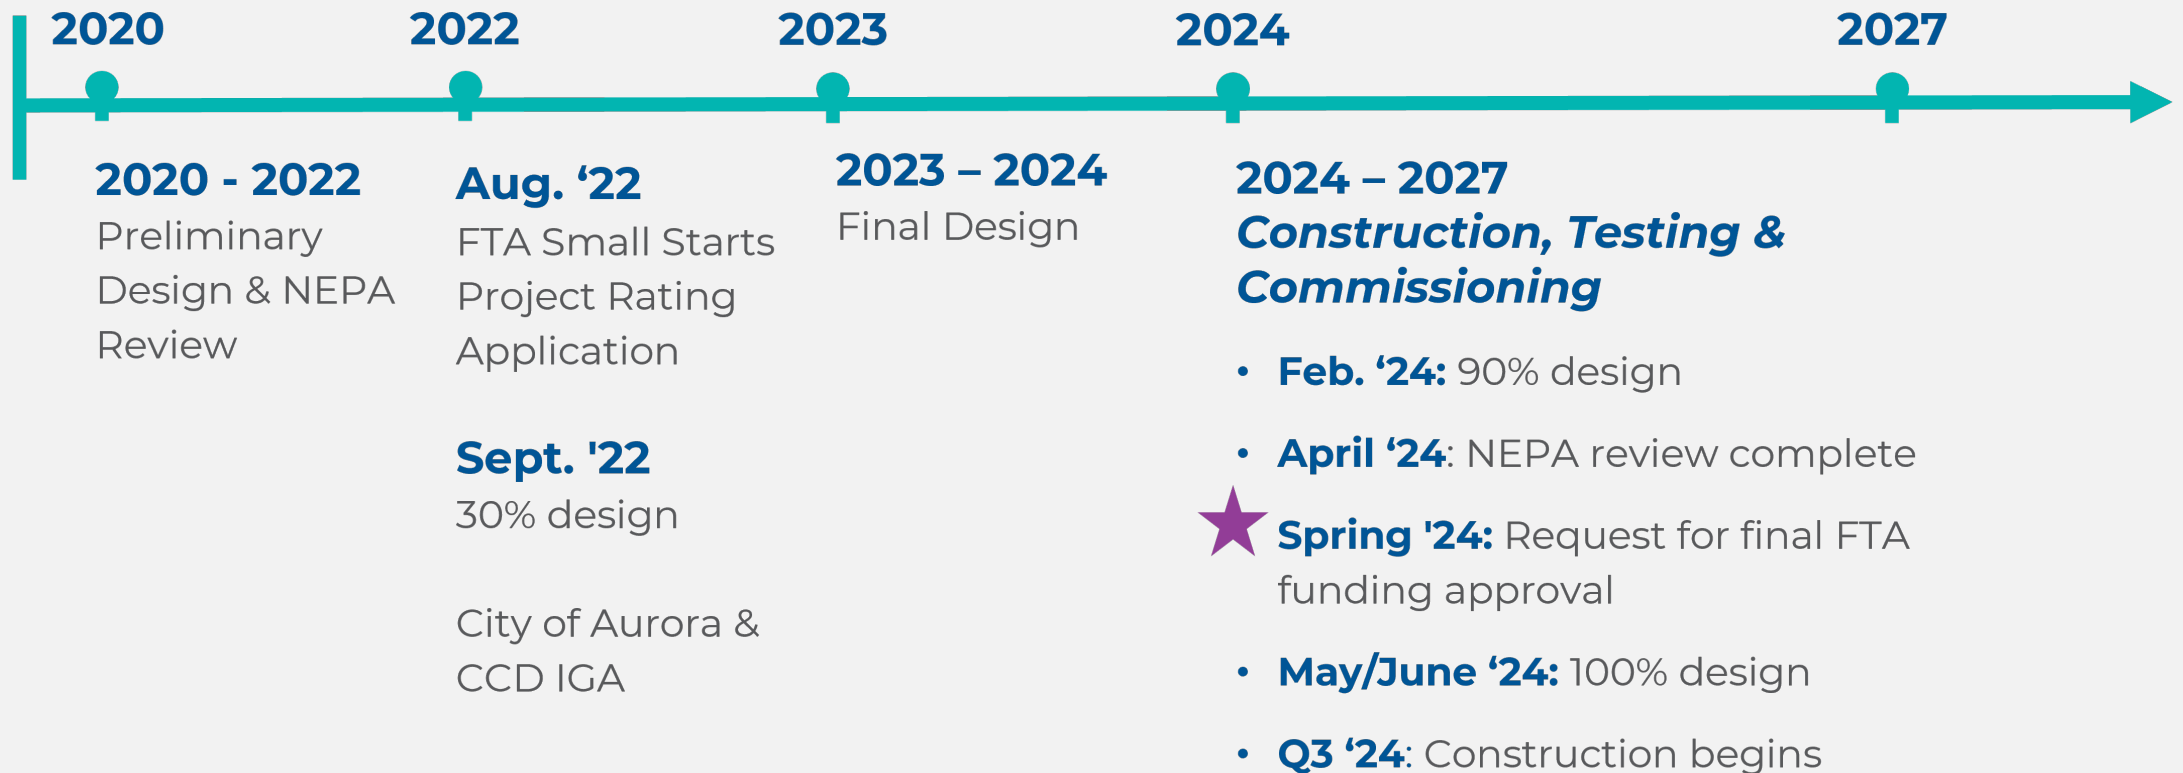 2020
2022
2023
2024
2027
2020 - 2022
Preliminary
Design & NEPA
Review
Aug. ‘22
FTA Small Starts
Project Rating
Application
Sept. '22
30% design
City of Aurora &
CCD IGA
2023 – 2024
Final Design
2024 – 2027
Construction, Testing &
Commissioning
• Feb. ‘24: 90% design
• April ‘24: NEPA review complete
Spring '24: Request for final FTA
funding approval
• May/June ‘24: 100% design
• Q3 ‘24: Construction begins